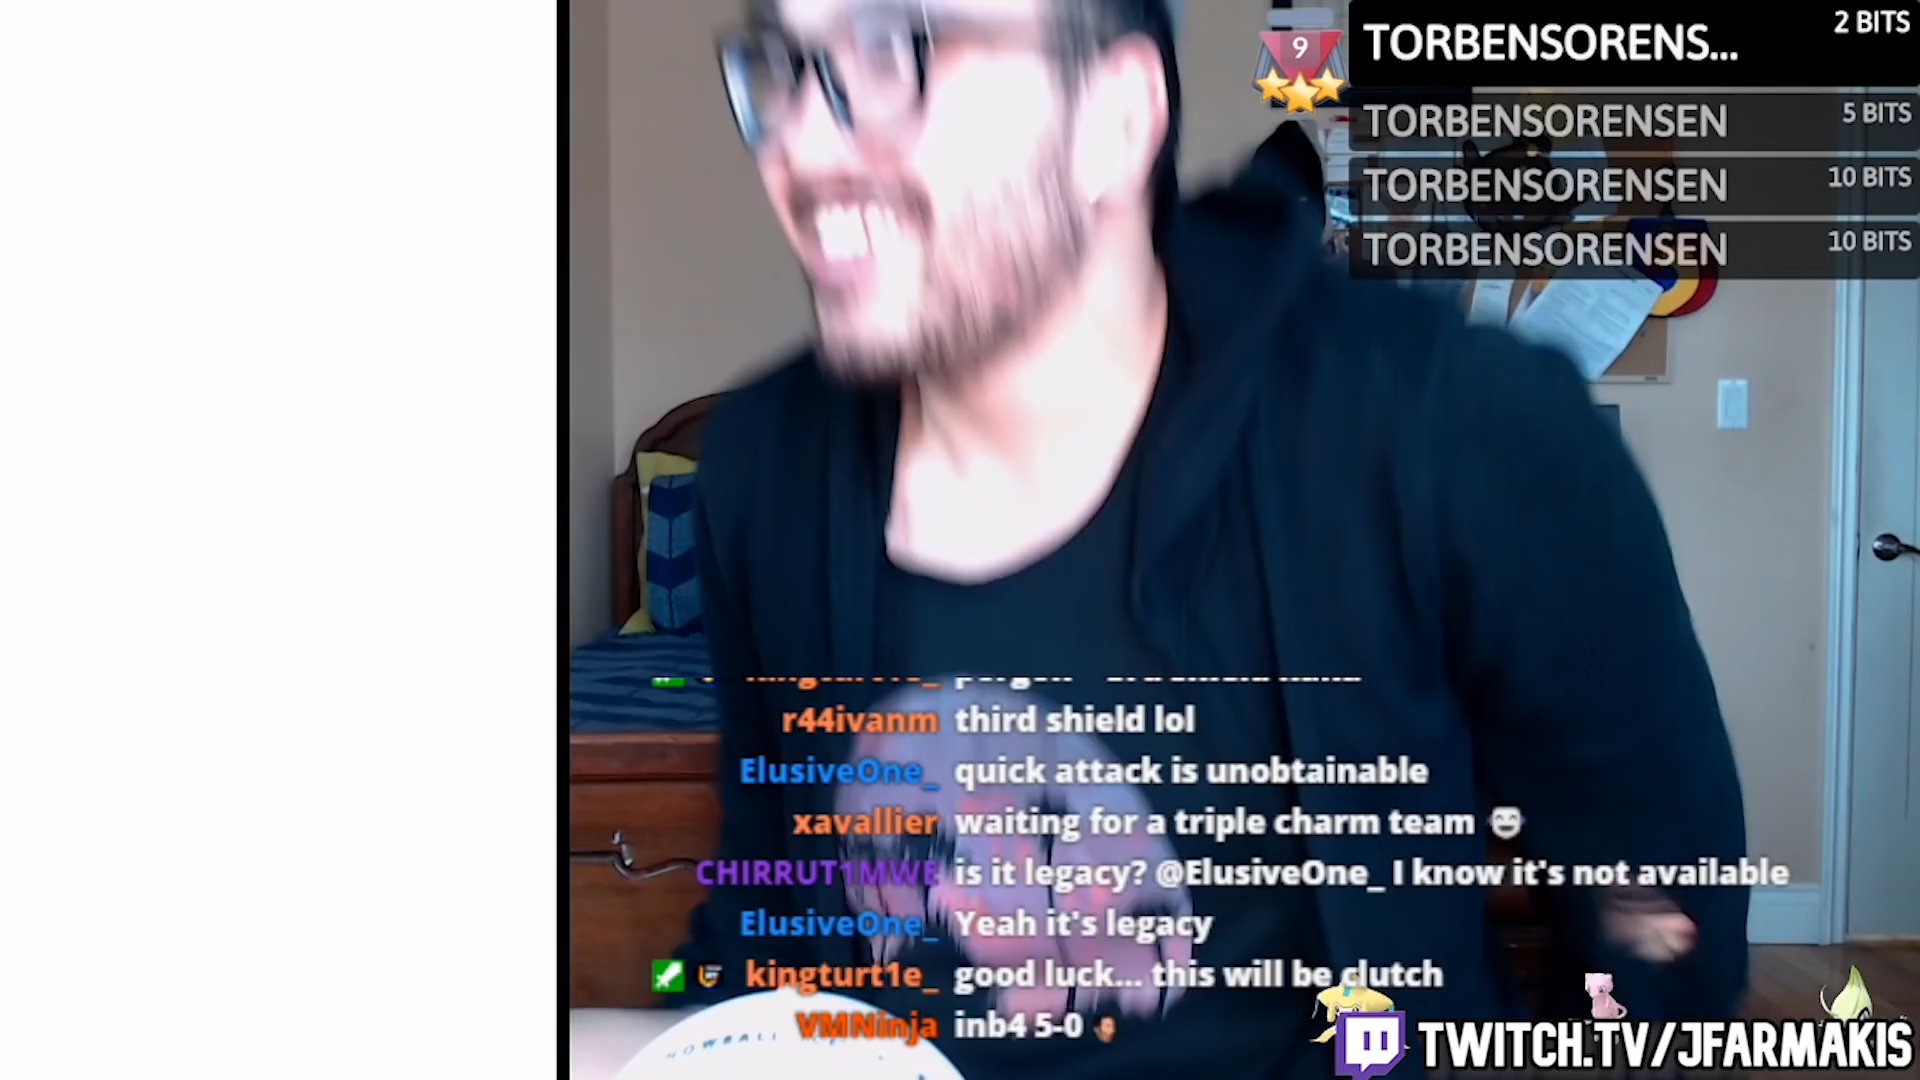 9
TORBENSORENS... 2 BITS
TORBENSORENSEN 5 BITS
TORBENSORENSEN 10 BITS
TORBENSORENSEN 10 BITS
r44ivanm third shield lol
ElusiveOne_ quick attack is unobtainable
xavallier waiting for a triple charm team
CHIRRUT1MWE is it legacy? @ElusiveOne_ I know it's not available
ElusiveOne_ Yeah it's legacy
kingturt1e_ good luck... this will be clutch
VMNinja inb4 5-0
TWITCH.TV/JFARMAKIS